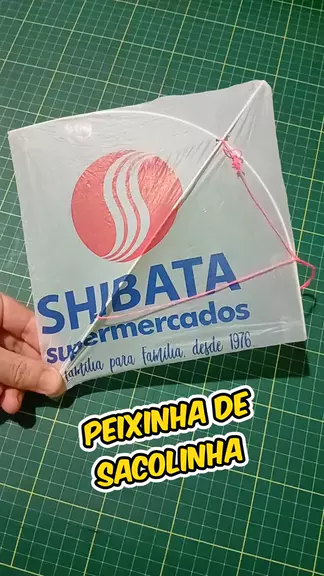 SHIBATA
supermercados
família para Família, desde 1976.
PEIXINHA DE
SACOLINHA